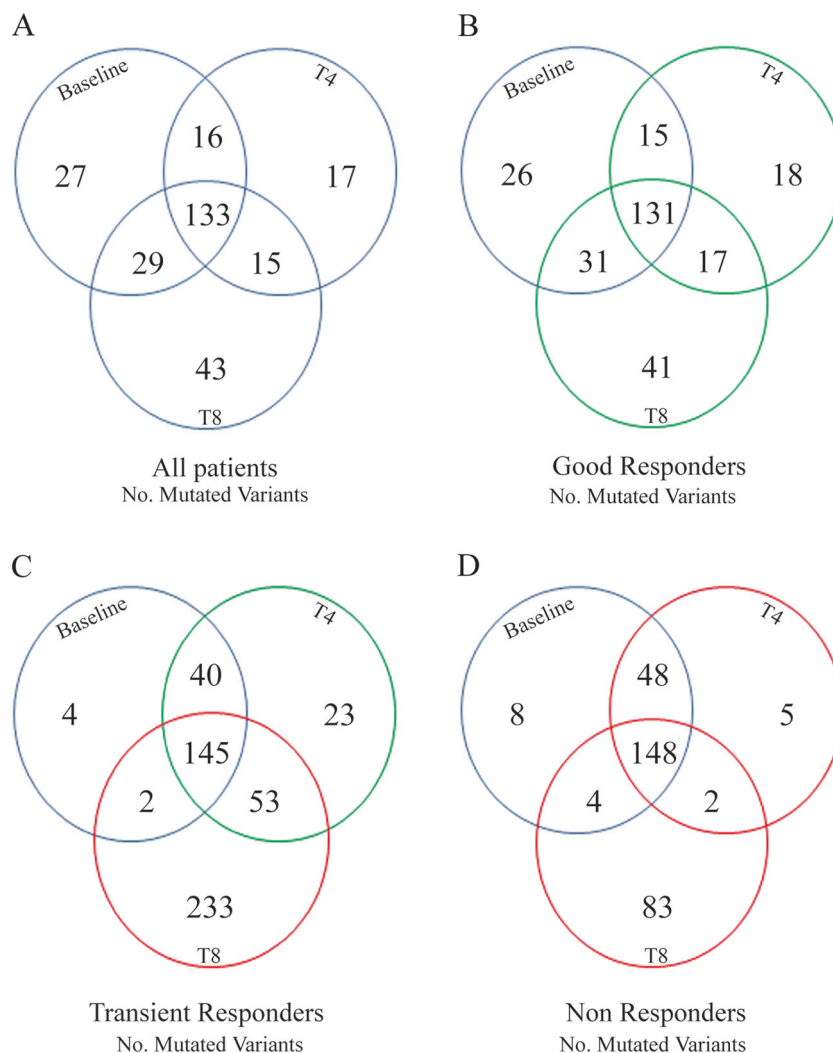 A
Baseline
T4
16
27
17
133
29
15
43
T8
All patients
No. Mutated Variants
B
Baseline
T4
15
26
18
131
31
17
41
T8
Good Responders
No. Mutated Variants
C
Baseline
T4
40
4
23
145
2
53
233
T8
Transient Responders
No. Mutated Variants
D
Baseline
T4
48
8
5
148
4
2
83
T8
Non Responders
No. Mutated Variants